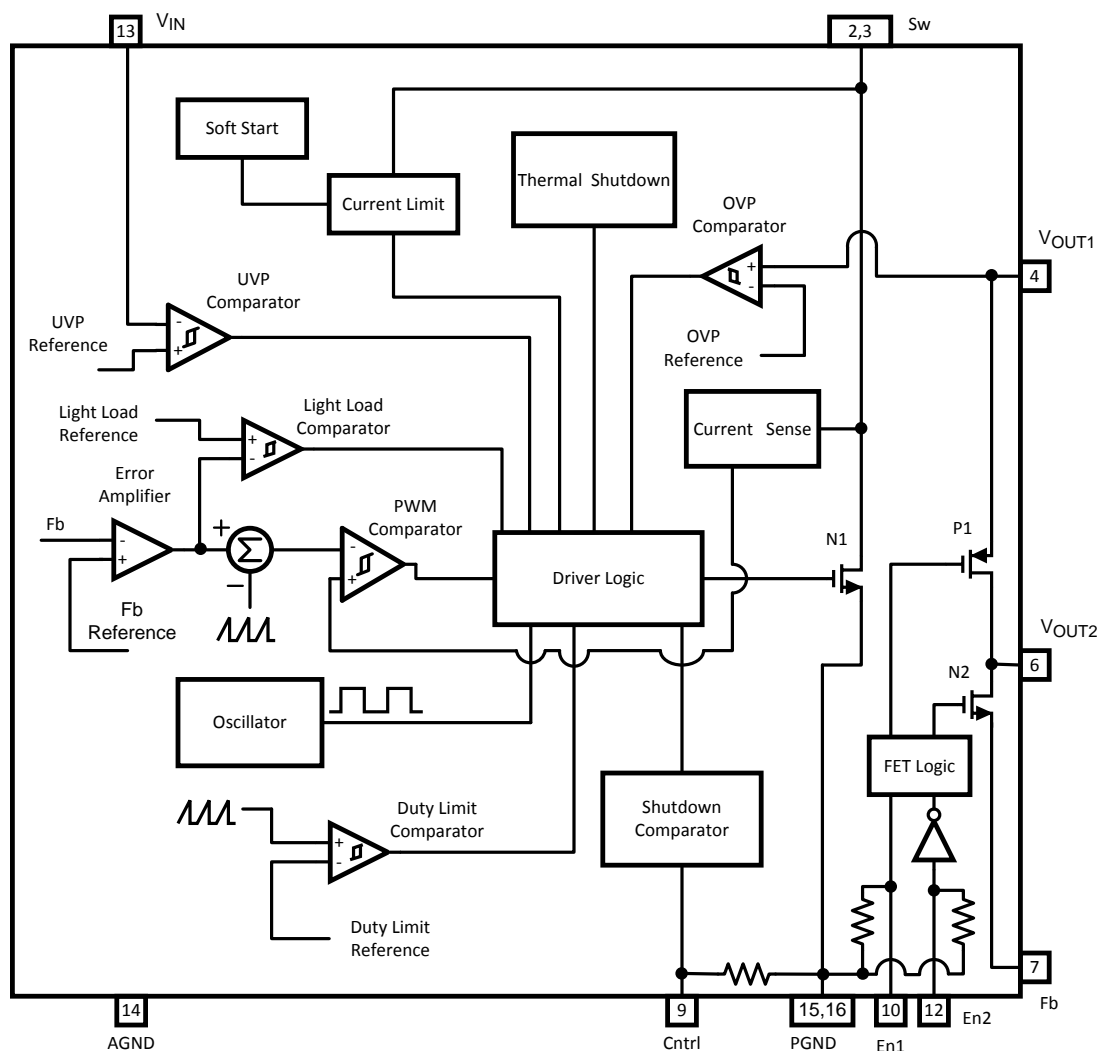 13
VIN
2,3
Sw
Soft Start
Thermal Shutdown
Current Limit
OVP
Comparator
VOUT1
4
+
-
UVP
Comparator
-
+
UVP
Reference
OVP
Reference
Light Load
Reference
Light Load
Comparator
+
-
Current Sense
Error
Amplifier
Fb
-
+
+
Σ
−
PWM
Comparator
-
+
Driver Logic
N1
P1
Fb
Reference
VOUT2
6
N2
Oscillator
FET Logic
Duty Limit
Comparator
+
-
Shutdown
Comparator
Duty Limit
Reference
7
Fb
14
AGND
9
Cntrl
15,16
PGND
10
En1
12
En2